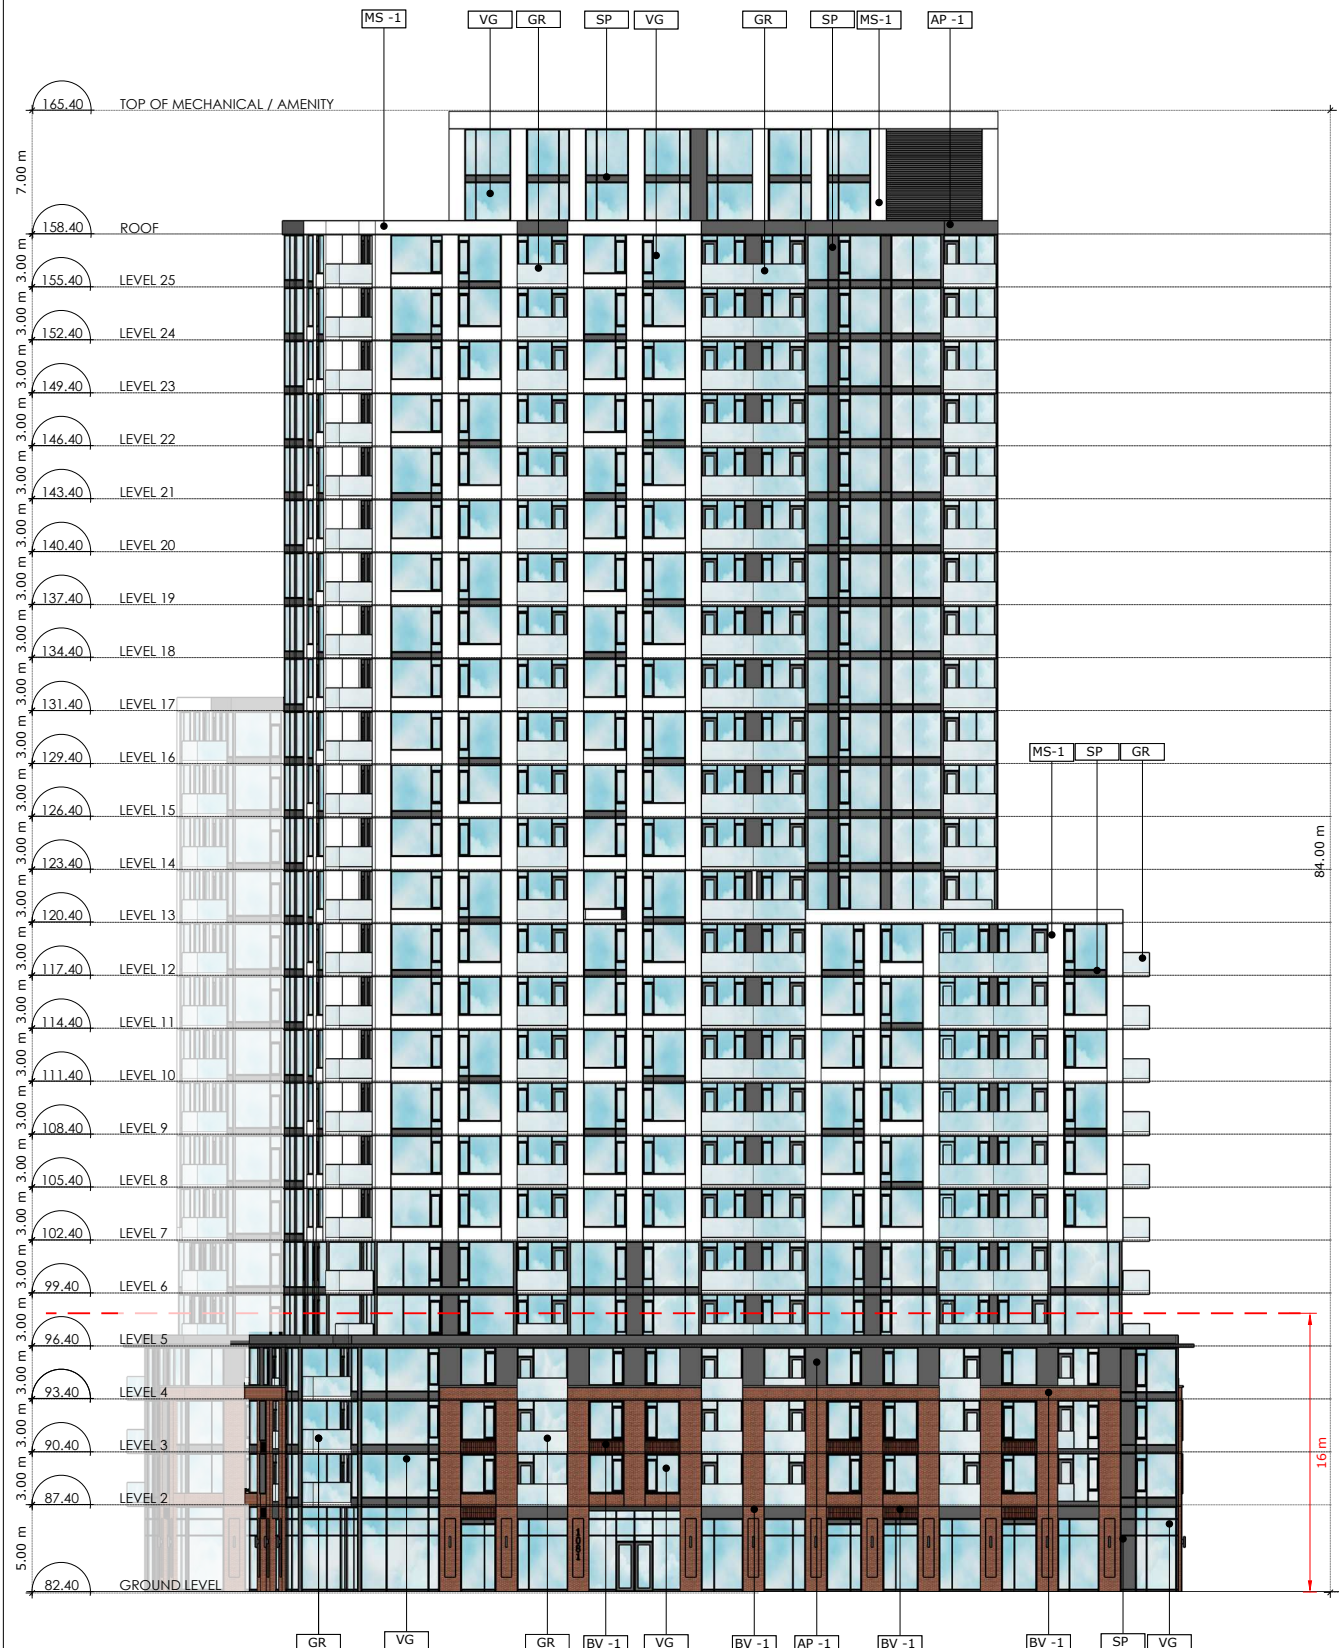 MS -1 VG GR SP VG GR SP MS-1 AP -1
165.40 TOP OF MECHANICAL / AMENITY
7.00 m
158.40 ROOF
3.00 m
155.40 LEVEL 25
3.00 m
152.40 LEVEL 24
3.00 m
149.40 LEVEL 23
3.00 m
146.40 LEVEL 22
3.00 m
143.40 LEVEL 21
3.00 m
140.40 LEVEL 20
3.00 m
137.40 LEVEL 19
3.00 m
134.40 LEVEL 18
3.00 m
131.40 LEVEL 17
3.00 m
129.40 LEVEL 16
MS-1 SP GR
3.00 m
126.40 LEVEL 15
3.00 m
123.40 LEVEL 14
84.00 m
3.00 m
120.40 LEVEL 13
3.00 m
117.40 LEVEL 12
3.00 m
114.40 LEVEL 11
3.00 m
111.40 LEVEL 10
3.00 m
108.40 LEVEL 9
3.00 m
105.40 LEVEL 8
3.00 m
102.40 LEVEL 7
3.00 m
99.40 LEVEL 6
3.00 m
96.40 LEVEL 5
3.00 m
93.40 LEVEL 4
3.00 m
90.40 LEVEL 3
16 m
3.00 m
87.40 LEVEL 2
5.00 m
1081
82.40 GROUND LEVEL
GR VG GR BV -1 VG BV -1 AP -1 BV -1 BV -1 SP VG